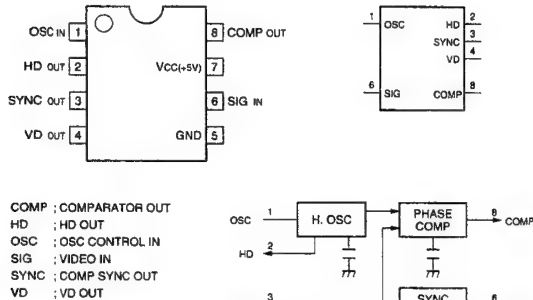 OSC IN 1
8 COMP OUT
HD OUT 2
VCC(+5V) 7
SYNC OUT 3
6 SIG IN
VD OUT 4
GND 5
1 OSC
HD 2
SYNC 3
VD 4
6 SIG
COMP 8
COMP ; COMPARATOR OUT
HD ; HD OUT
OSC ; OSC CONTROL IN
SIG ; VIDEO IN
SYNC ; COMP SYNC OUT
VD ; VD OUT
OSC 1
H. OSC
PHASE
COMP
8 COMP
HD 2
3
SYNC
6